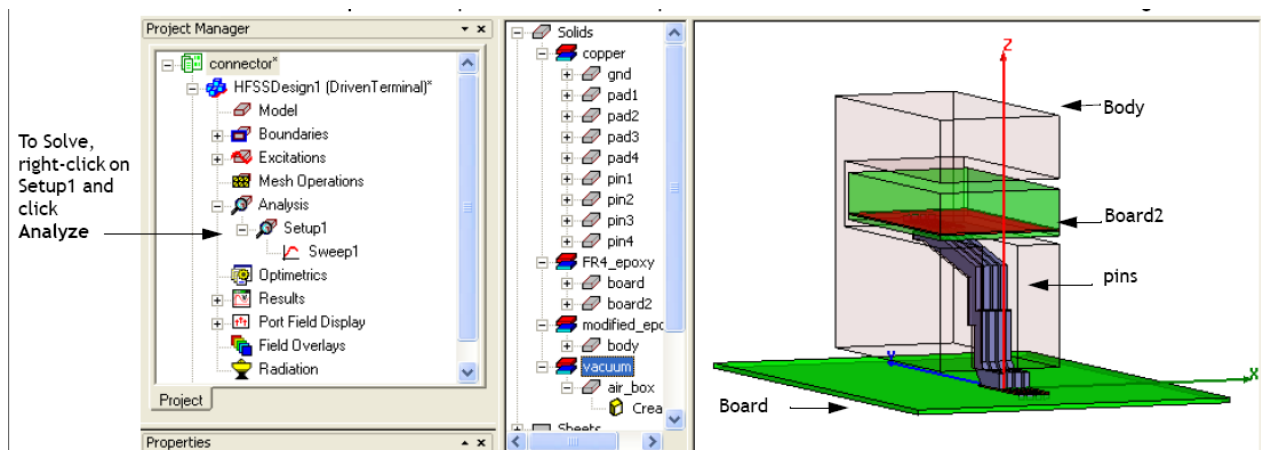 Project Manager
connector*
HFSSDesign1 (DrivenTerminal)*
Model
Boundaries
Excitations
Mesh Operations
Analysis
Setup1
Sweep1
Optimetrics
Results
Port Field Display
Field Overlays
Radiation
Project
Properties
To Solve,
right-click on
Setup1 and
click
Analyze
Solids
copper
gnd
pad1
pad2
pad3
pad4
pin1
pin2
pin3
pin4
FR4_epoxy
board
board2
modified_epo
body
vacuum
air_box
Crea
Sheets
Z
Body
Board2
pins
X
Board